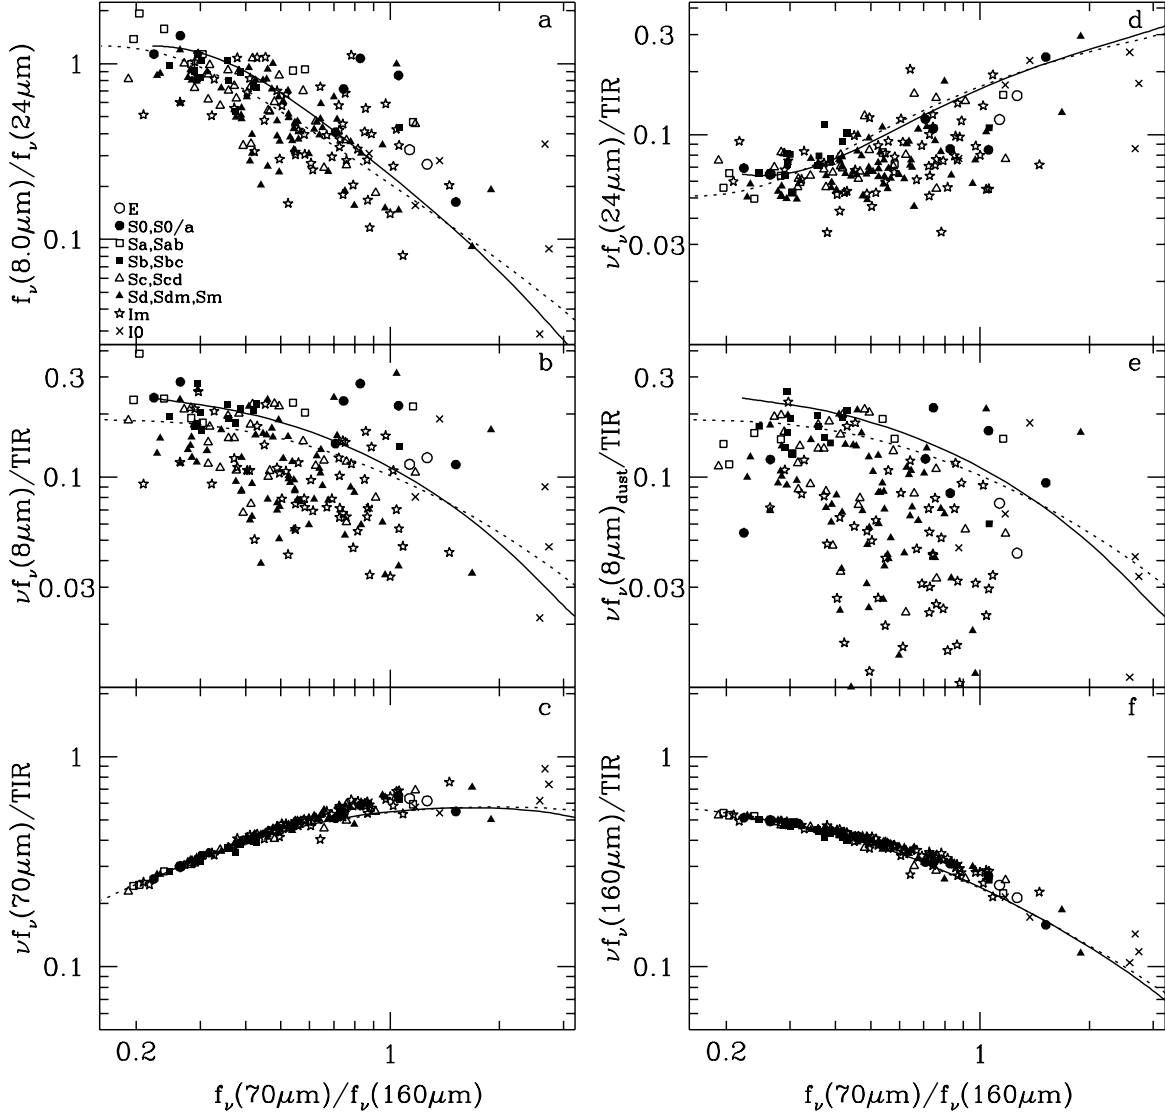 a
1
0.1
f_ν(8.0μm)/f_ν(24μm)
E
S0,S0/a
Sa,Sab
Sb,Sbc
Sc,Scd
Sd,Sdm,Sm
Im
I0
d
0.3
0.1
0.03
νf_ν(24μm)/TIR
b
0.3
0.1
0.03
νf_ν(8μm)/TIR
e
0.3
0.1
0.03
νf_ν(8μm)_dust/TIR
c
1
0.1
νf_ν(70μm)/TIR
f
1
0.1
νf_ν(160μm)/TIR
0.2
1
f_ν(70μm)/f_ν(160μm)
0.2
1
f_ν(70μm)/f_ν(160μm)